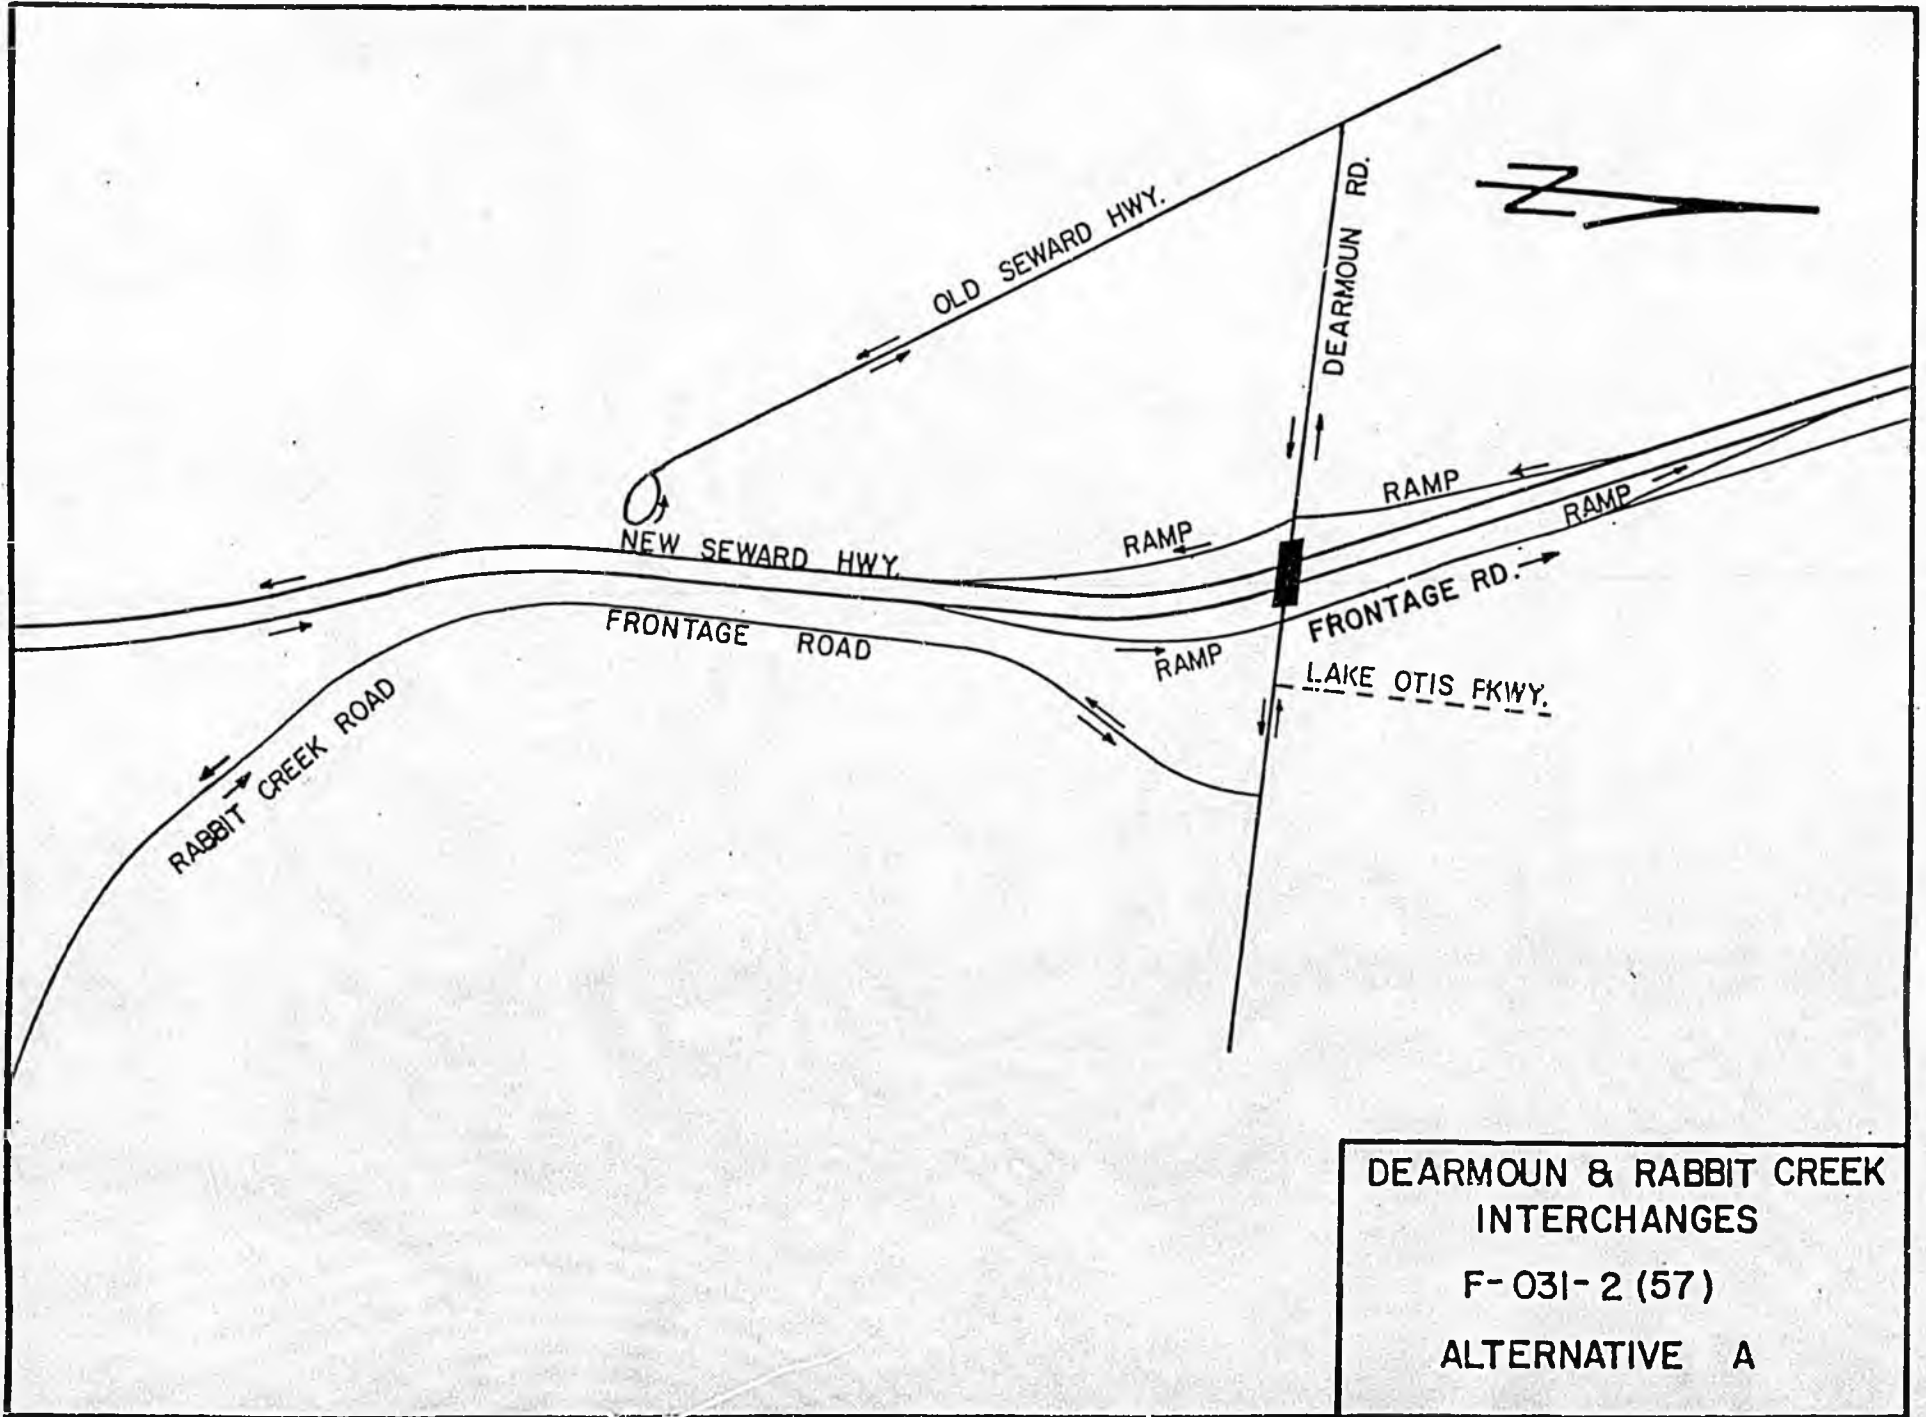 OLD SEWARD HWY.
DEARMOUN RD.
N
RAMP
RAMP
RAMP
NEW SEWARD HWY.
FRONTAGE RD.
FRONTAGE ROAD
RAMP
LAKE OTIS PKWY.
RABBIT CREEK ROAD
DEARMOUN & RABBIT CREEK
INTERCHANGES
F-031-2 (57)
ALTERNATIVE A